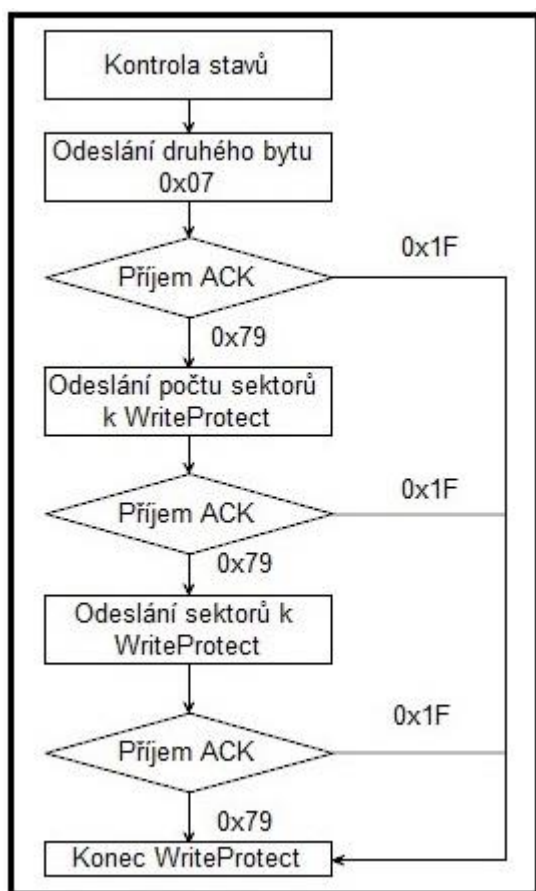 Kontrola stavů
Odeslání druhého bytu
0x07
Příjem ACK
0x1F
0x79
Odeslání počtu sektorů
k WriteProtect
Příjem ACK
0x1F
0x79
Odeslání sektorů k
WriteProtect
Příjem ACK
0x1F
0x79
Konec WriteProtect